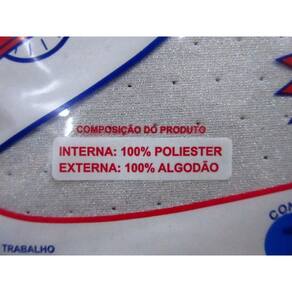 COMPOSIÇÃO DO PRODUTO
INTERNA: 100% POLIESTER
EXTERNA: 100% ALGODÃO
TRABALHO